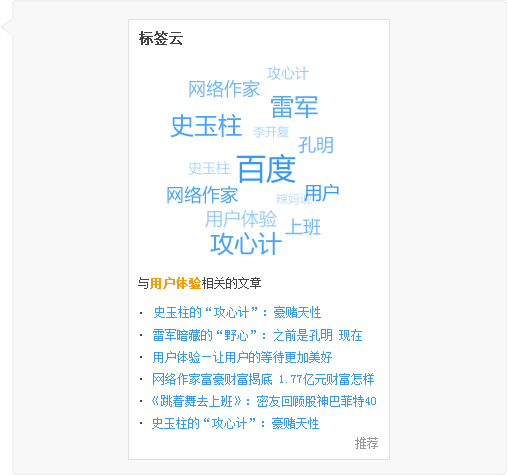 标签云
攻心计
网络作家
雷军
史玉柱
李开复
孔明
史玉柱
百度
网络作家
辣妈说
用户
用户体验
上班
攻心计
与用户体验相关的文章
· 史玉柱的“攻心计”：豪赌天性
· 雷军暗藏的“野心”：之前是孔明 现在
· 用户体验—让用户的等待更加美好
· 网络作家富豪财富揭底 1.77亿元财富怎样
· 《跳着舞去上班》：密友回顾股神巴菲特40
· 史玉柱的“攻心计”：豪赌天性
推荐